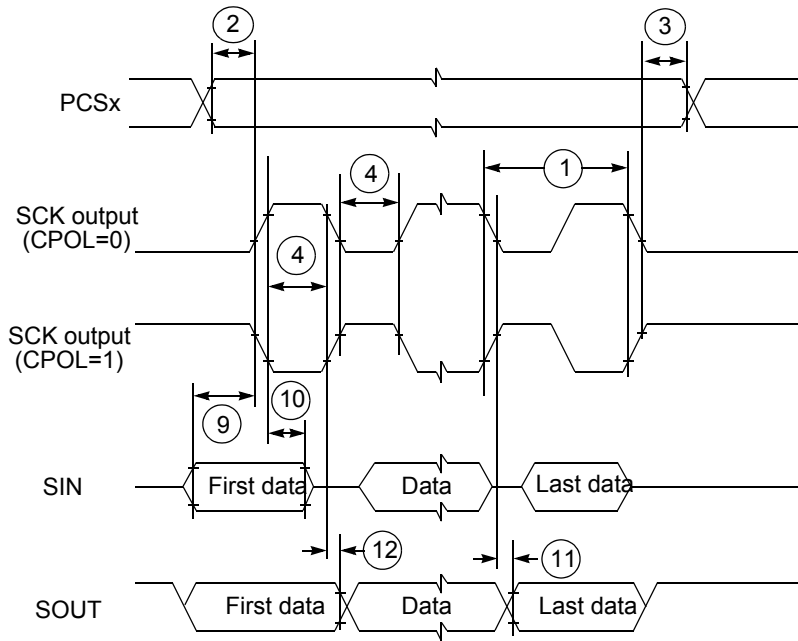 2
3
PCSx
4
1
SCK output
(CPOL=0)
4
SCK output
(CPOL=1)
10
9
SIN
First data
Data
Last data
12
11
SOUT
First data
Data
Last data